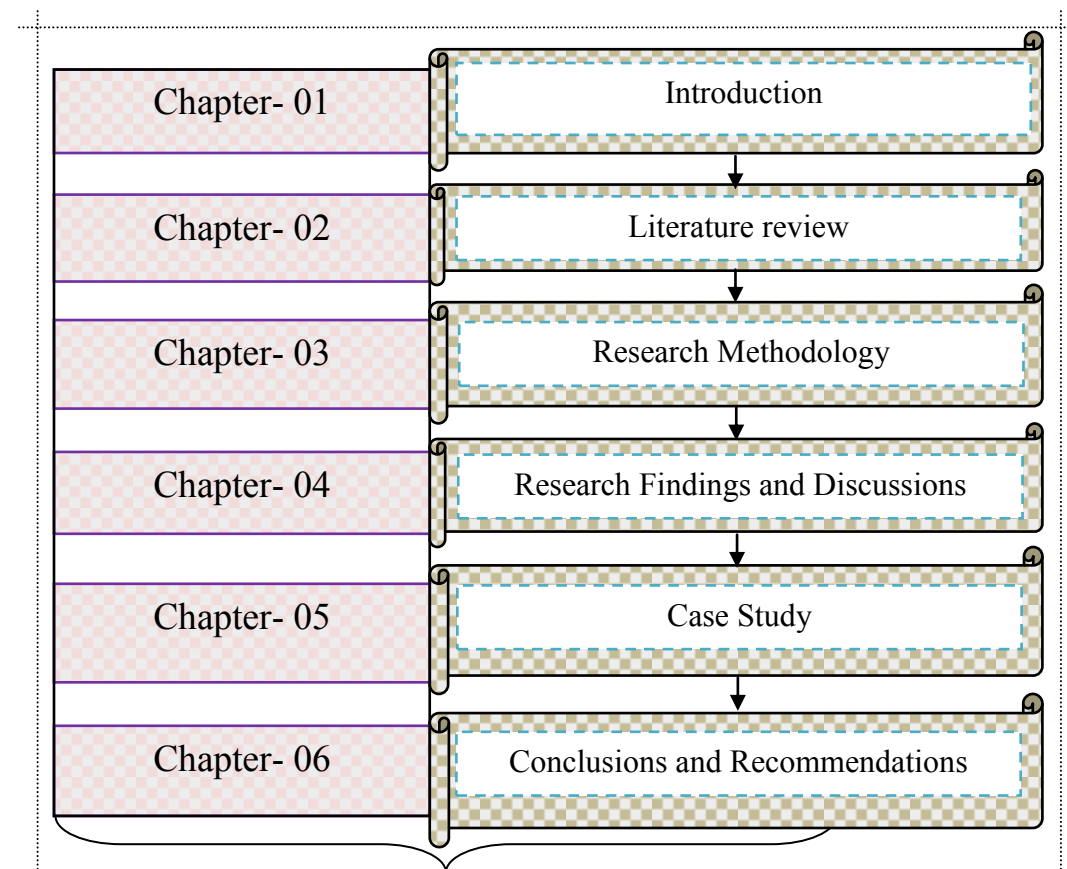 Chapter- 01
Introduction
Chapter- 02
Literature review
Chapter- 03
Research Methodology
Chapter- 04
Research Findings and Discussions
Chapter- 05
Case Study
Chapter- 06
Conclusions and Recommendations